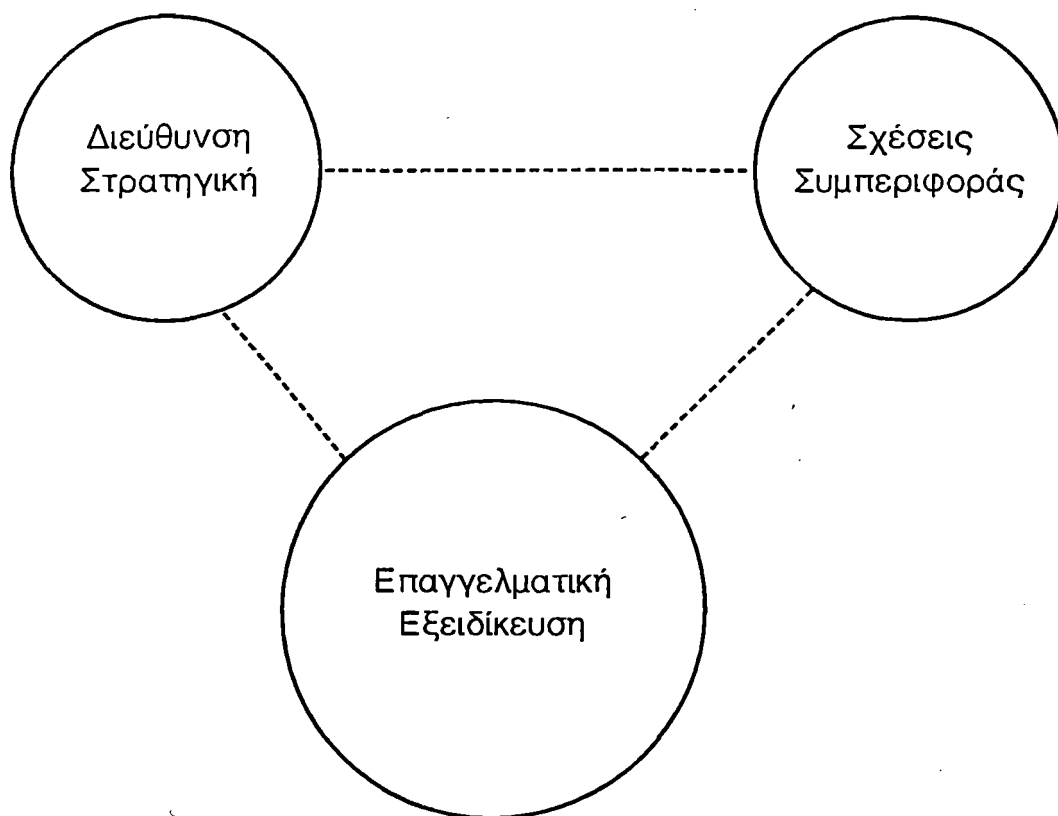 Διεύθυνση
Στρατηγική
Σχέσεις
Συμπεριφοράς
Επαγγελματική
Εξειδίκευση